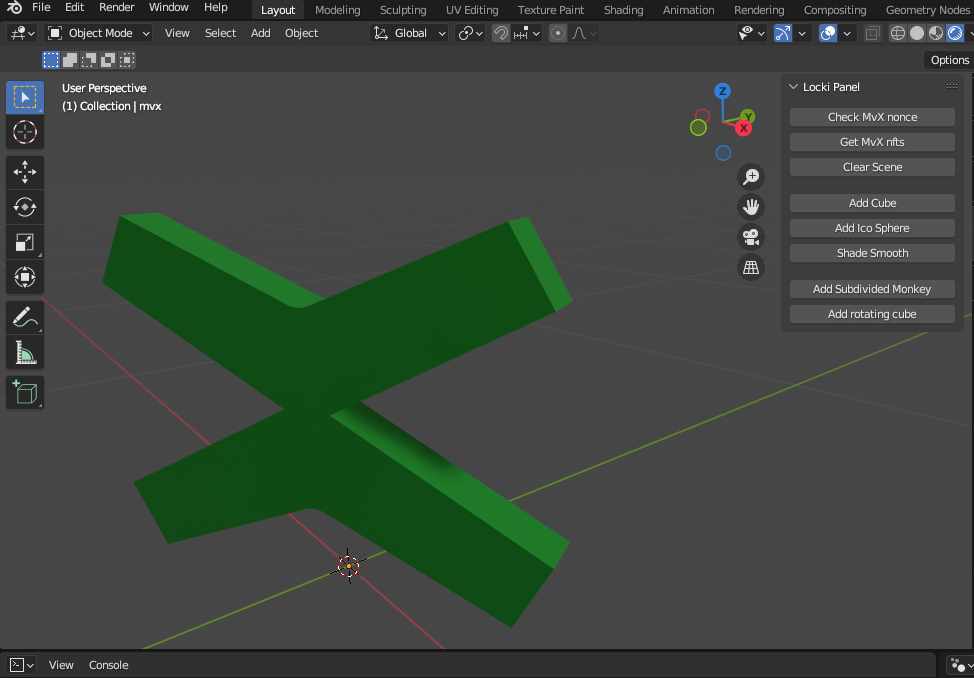 File Edit Render Window Help Layout Modeling Sculpting UV Editing Texture Paint Shading Animation Rendering Compositing Geometry Nodes
Object Mode View Select Add Object Global
Options
User Perspective
(1) Collection | mvx
Z
Y
X
Locki Panel
Check MvX nonce
Get MvX nfts
Clear Scene
Add Cube
Add Ico Sphere
Shade Smooth
Add Subdivided Monkey
Add rotating cube
View Console